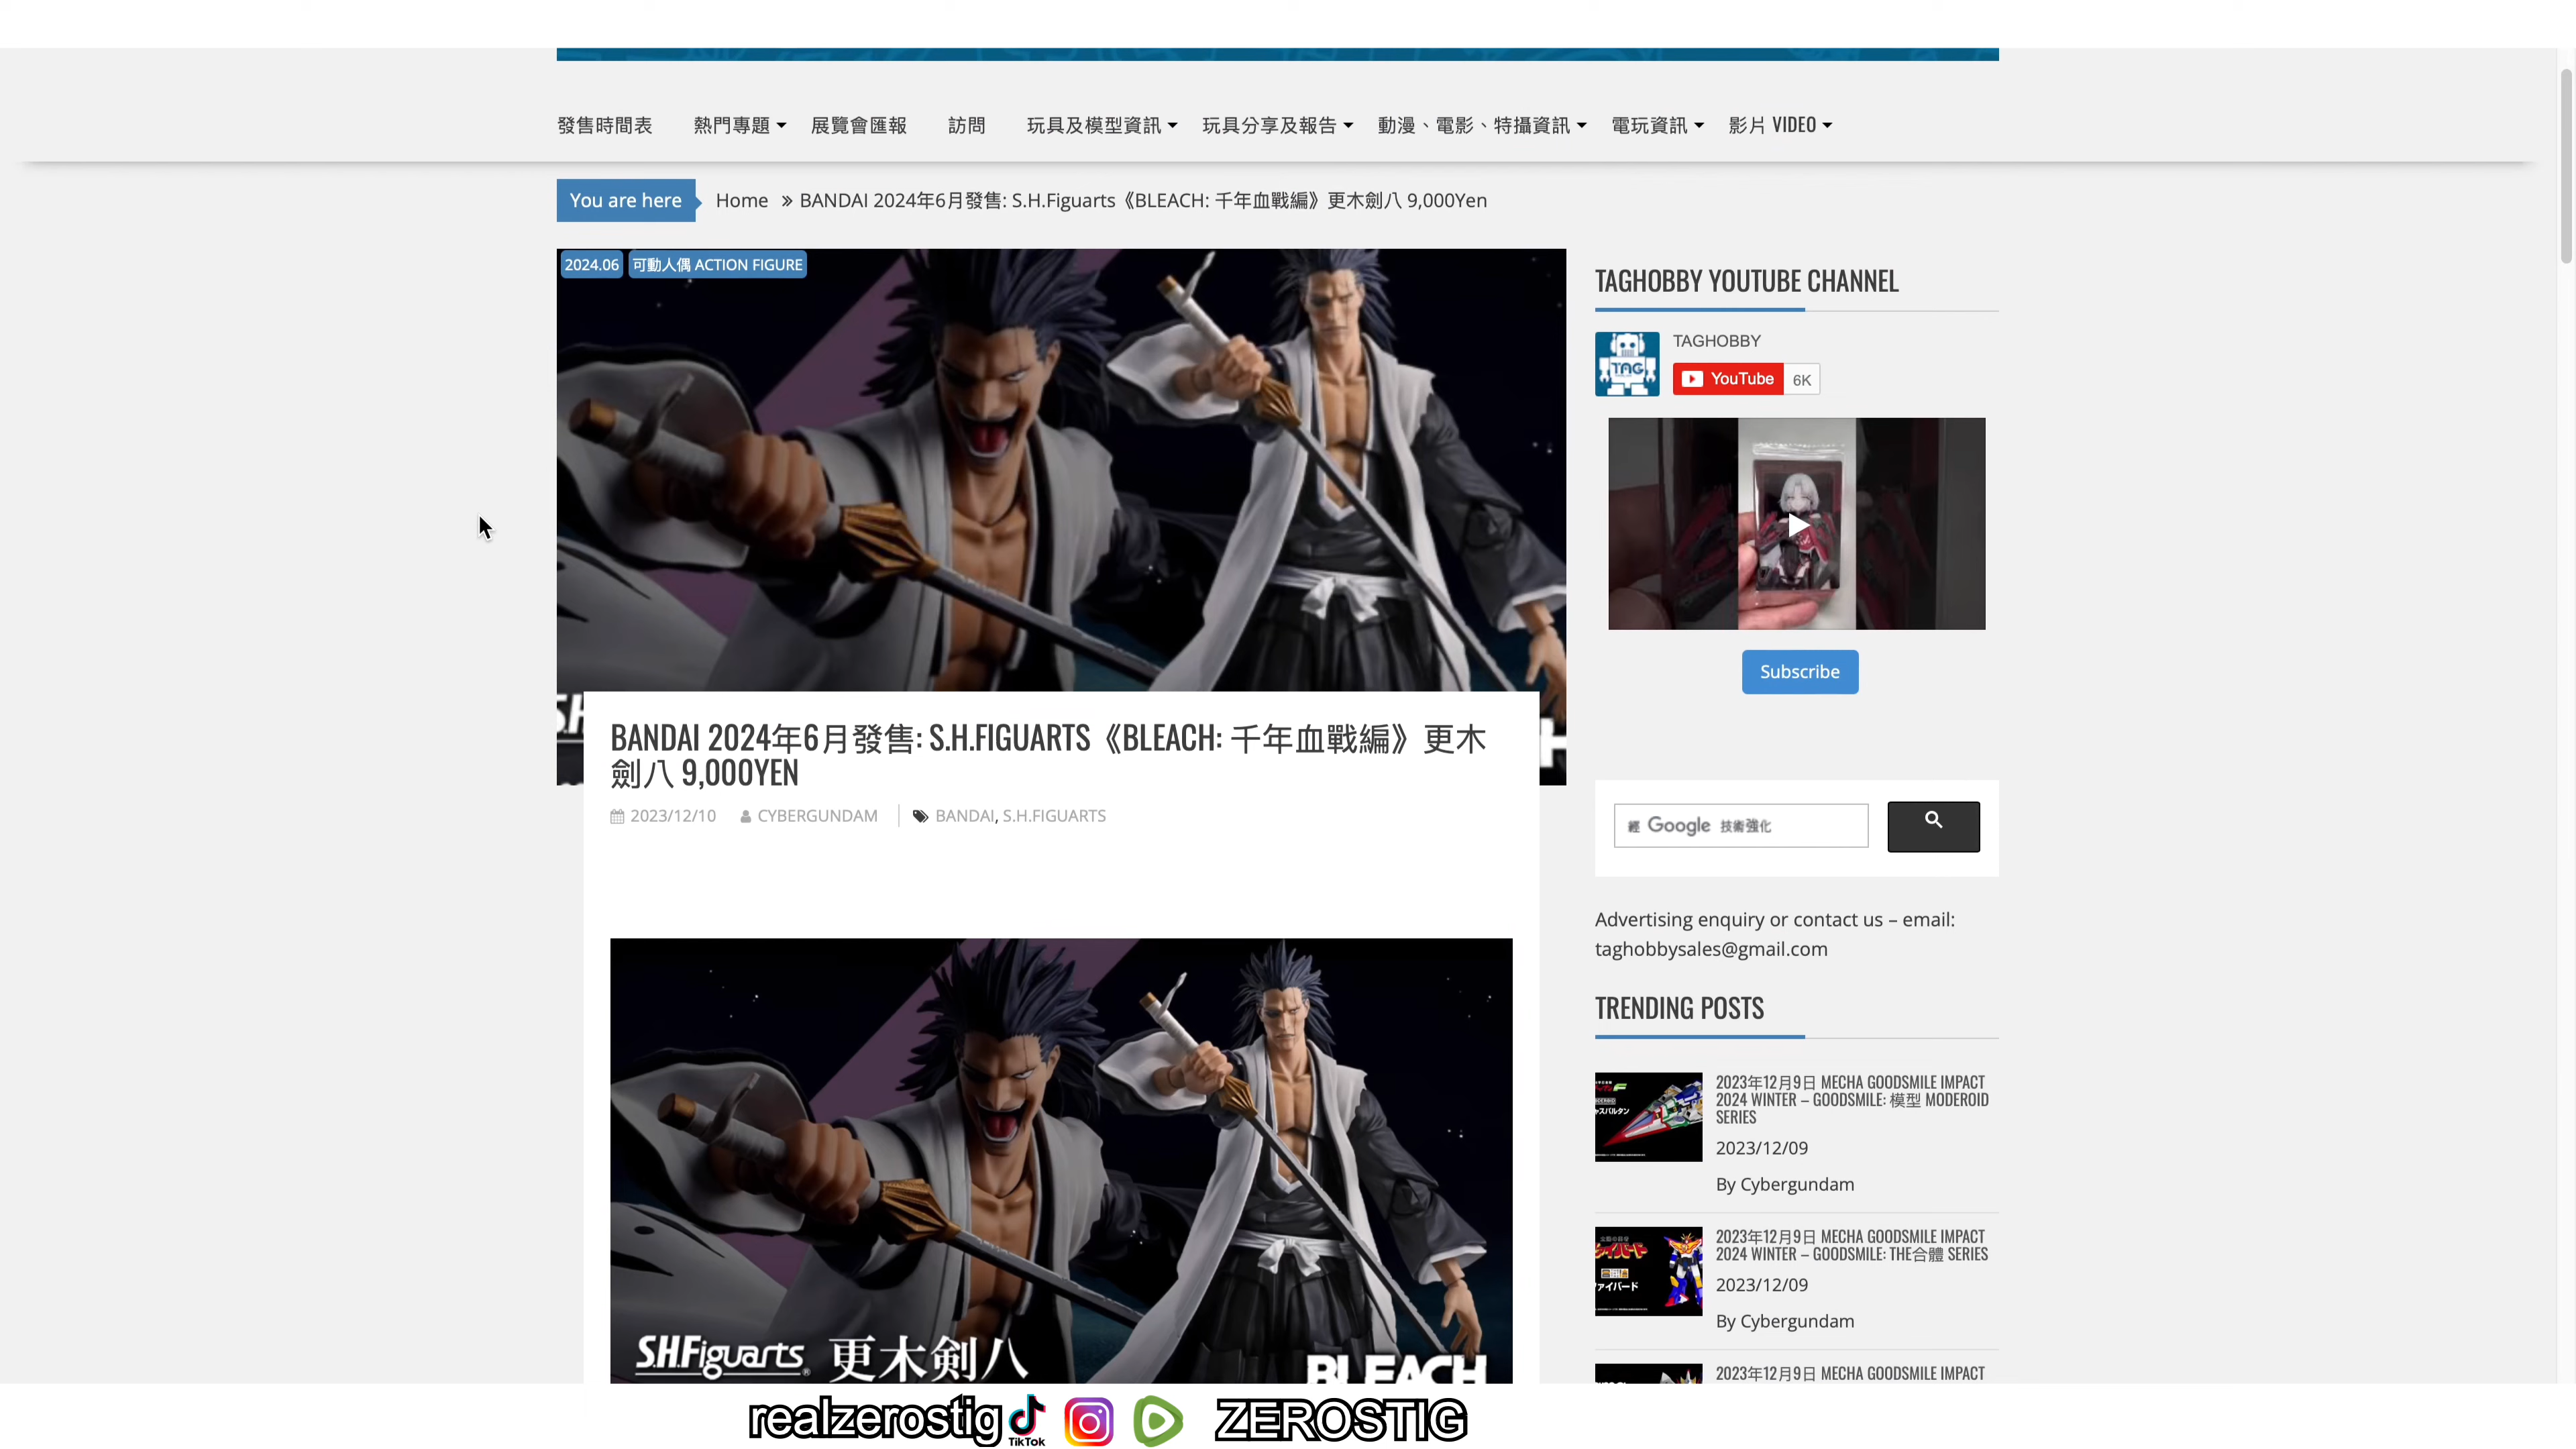 發售時間表 熱門專題 展覽會匯報 訪問 玩具及模型資訊 玩具分享及報告 動漫、電影、特攝資訊 電玩資訊 影片 VIDEO
You are here Home » BANDAI 2024年6月發售: S.H.Figuarts《BLEACH: 千年血戰編》更木劍八 9,000Yen
2024.06 可動人偶 ACTION FIGURE
BANDAI 2024年6月發售: S.H.FIGUARTS《BLEACH: 千年血戰編》更木
劍八 9,000YEN
2023/12/10 CYBERGUNDAM BANDAI, S.H.FIGUARTS
S.H.Figuarts 更木剣八 BLEACH
TAGHOBBY YOUTUBE CHANNEL
TAG
TAGHOBBY
YouTube 6K
Subscribe
經 Google 技術強化
Advertising enquiry or contact us – email:
taghobbysales@gmail.com
TRENDING POSTS
2023年12月9日 MECHA GOODSMILE IMPACT
2024 WINTER – GOODSMILE: 模型 MODEROID
SERIES
2023/12/09
By Cybergundam
2023年12月9日 MECHA GOODSMILE IMPACT
2024 WINTER – GOODSMILE: THE合體 SERIES
2023/12/09
By Cybergundam
2023年12月9日 MECHA GOODSMILE IMPACT
realzerostig TikTok ZEROSTIG